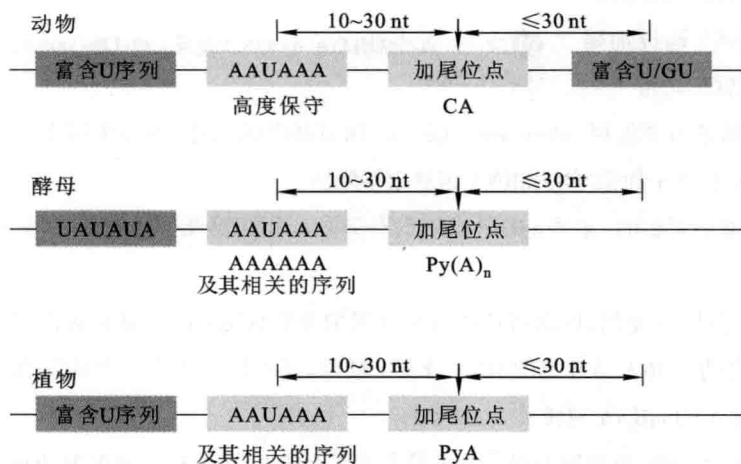 动物
10~30 nt ≤30 nt
富含U序列 AAUAAA 加尾位点 富含U/GU
高度保守 CA
酵母
10~30 nt ≤30 nt
UAUAUA AAUAAA 加尾位点
AAAAAA Py(A)n
及其相关的序列
植物
10~30 nt ≤30 nt
富含U序列 AAUAAA 加尾位点
及其相关的序列 PyA